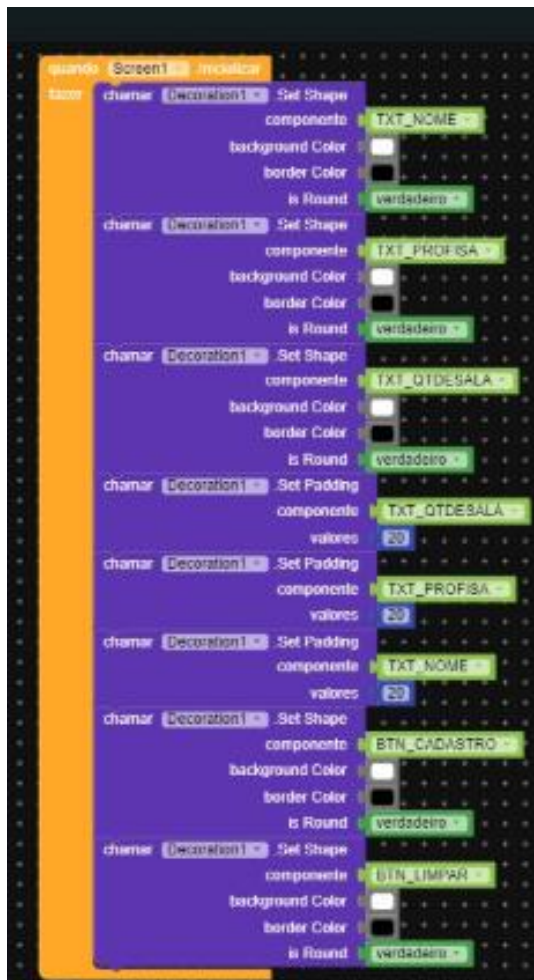 quando Screen1 .Inicializar
fazer chamar Decoration1 .Set Shape
componente TXT_NOME
background Color
border Color
is Round verdadeiro
chamar Decoration1 .Set Shape
componente TXT_PROFISA
background Color
border Color
is Round verdadeiro
chamar Decoration1 .Set Shape
componente TXT_QTDESALA
background Color
border Color
is Round verdadeiro
chamar Decoration1 .Set Padding
componente TXT_QTDESALA
valores 20
chamar Decoration1 .Set Padding
componente TXT_PROFISA
valores 20
chamar Decoration1 .Set Padding
componente TXT_NOME
valores 20
chamar Decoration1 .Set Shape
componente BTN_CADASTRO
background Color
border Color
is Round verdadeiro
chamar Decoration1 .Set Shape
componente BTN_LIMPAR
background Color
border Color
is Round verdadeiro